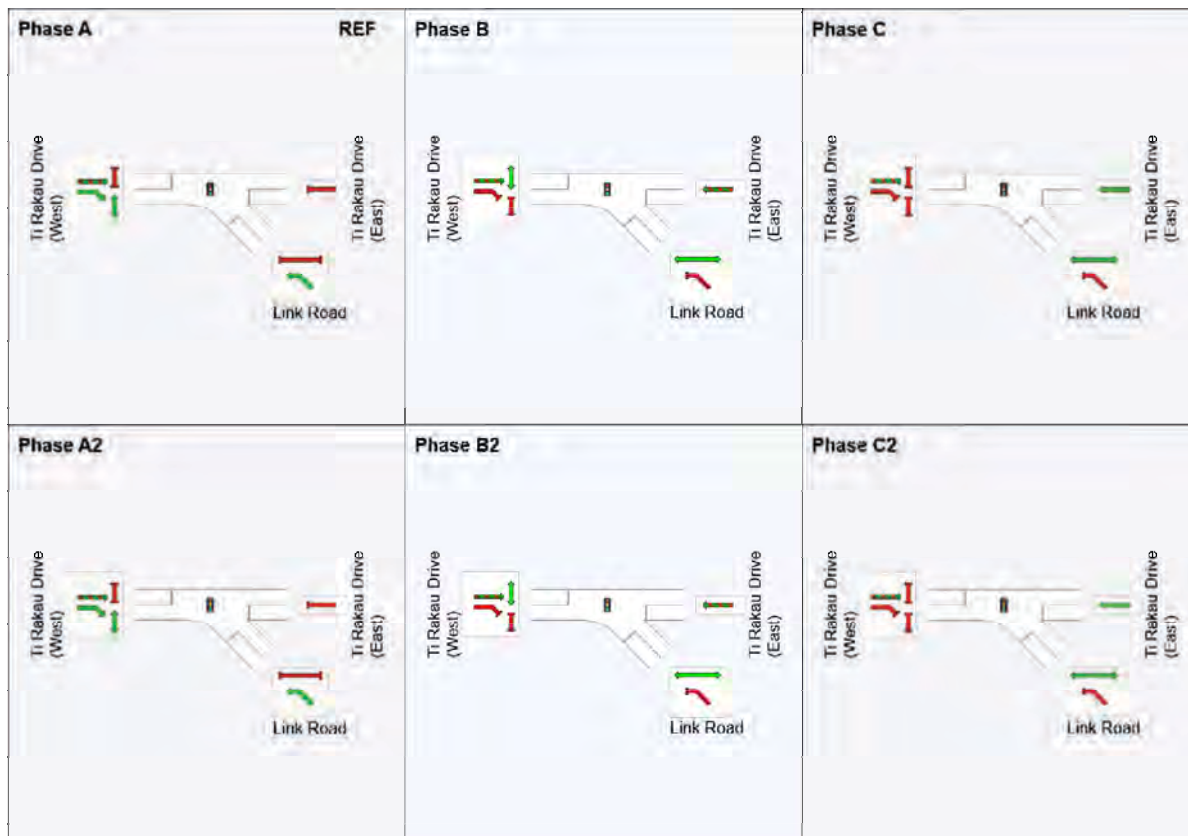 Phase A
REF
Ti Rakau Drive
(West)
Ti Rakau Drive
(East)
Link Road
Phase B
Ti Rakau Drive
(West)
Ti Rakau Drive
(East)
Link Road
Phase C
Ti Rakau Drive
(West)
Ti Rakau Drive
(East)
Link Road
Phase A2
Ti Rakau Drive
(West)
Ti Rakau Drive
(East)
Link Road
Phase B2
Ti Rakau Drive
(West)
Ti Rakau Drive
(East)
Link Road
Phase C2
Ti Rakau Drive
(West)
Ti Rakau Drive
(East)
Link Road